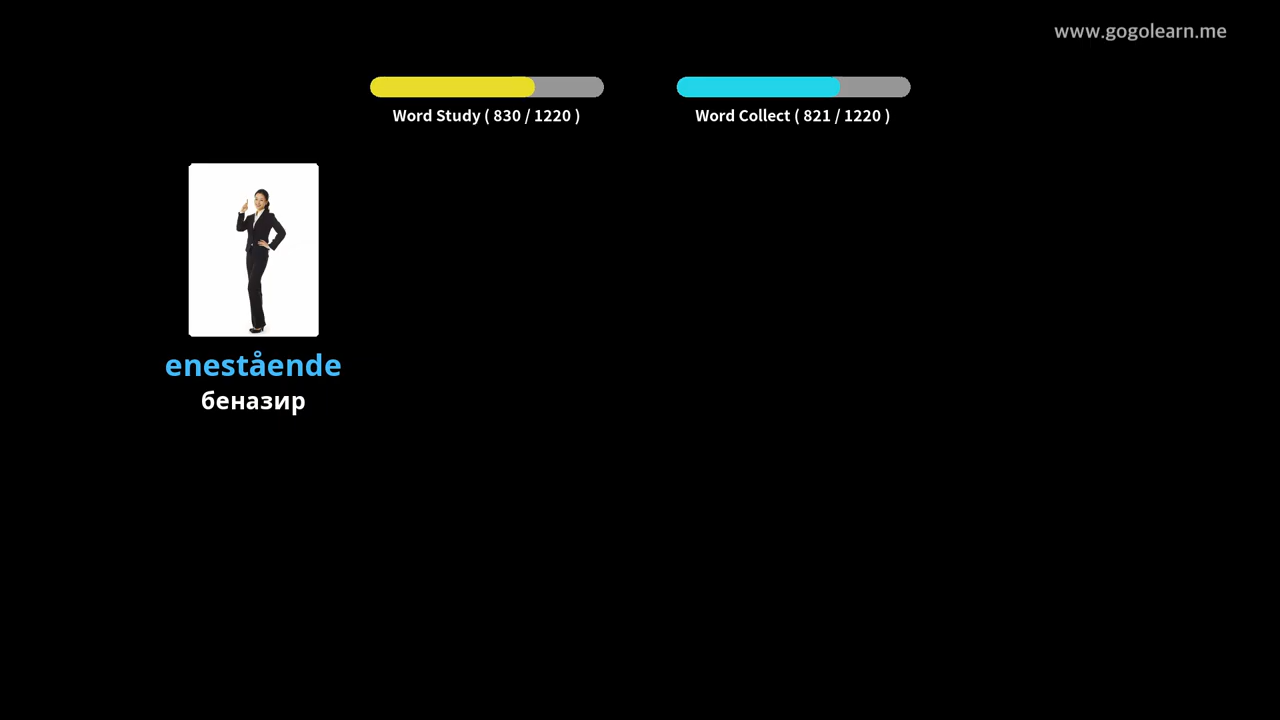 www.gogolearn.me
Word Study ( 830 / 1220 )
Word Collect ( 821 / 1220 )
enestående
беназир